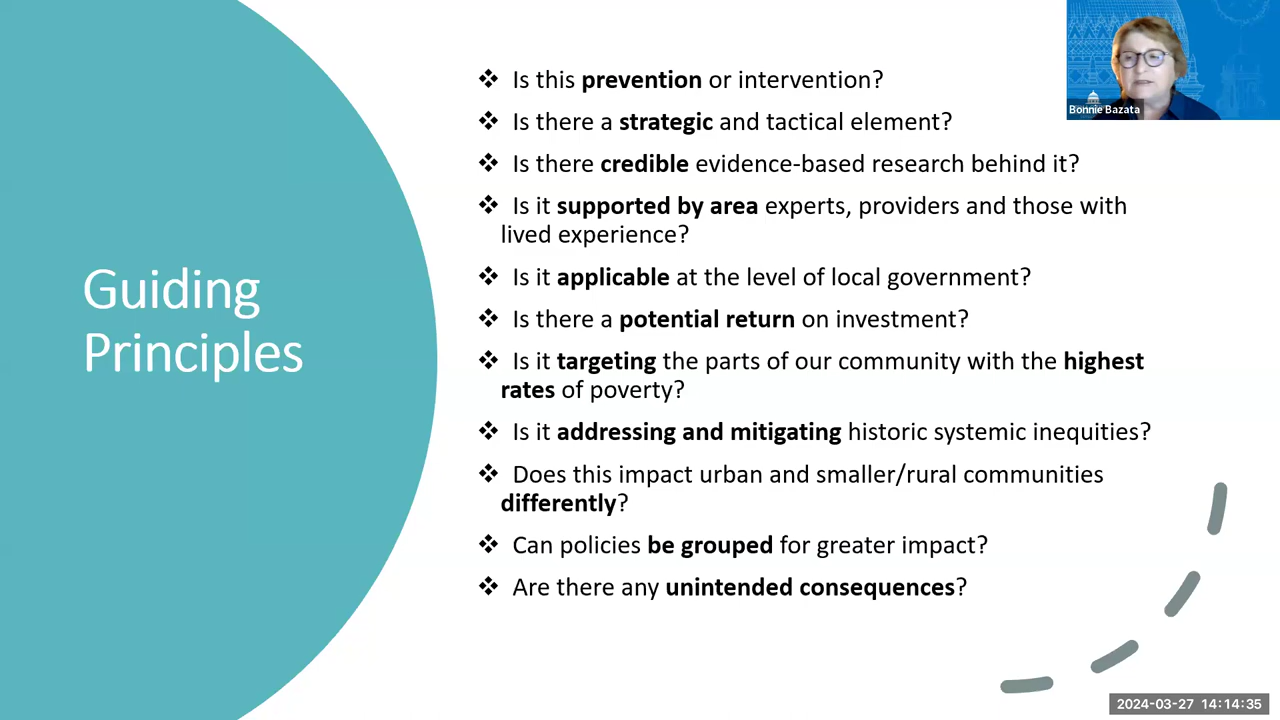 Guiding
Principles
❖ Is this prevention or intervention?
❖ Is there a strategic and tactical element?
❖ Is there credible evidence-based research behind it?
❖ Is it supported by area experts, providers and those with
lived experience?
❖ Is it applicable at the level of local government?
❖ Is there a potential return on investment?
❖ Is it targeting the parts of our community with the highest
rates of poverty?
❖ Is it addressing and mitigating historic systemic inequities?
❖ Does this impact urban and smaller/rural communities
differently?
❖ Can policies be grouped for greater impact?
❖ Are there any unintended consequences?
Bonnie Bazata
2024-03-27 14:14:35